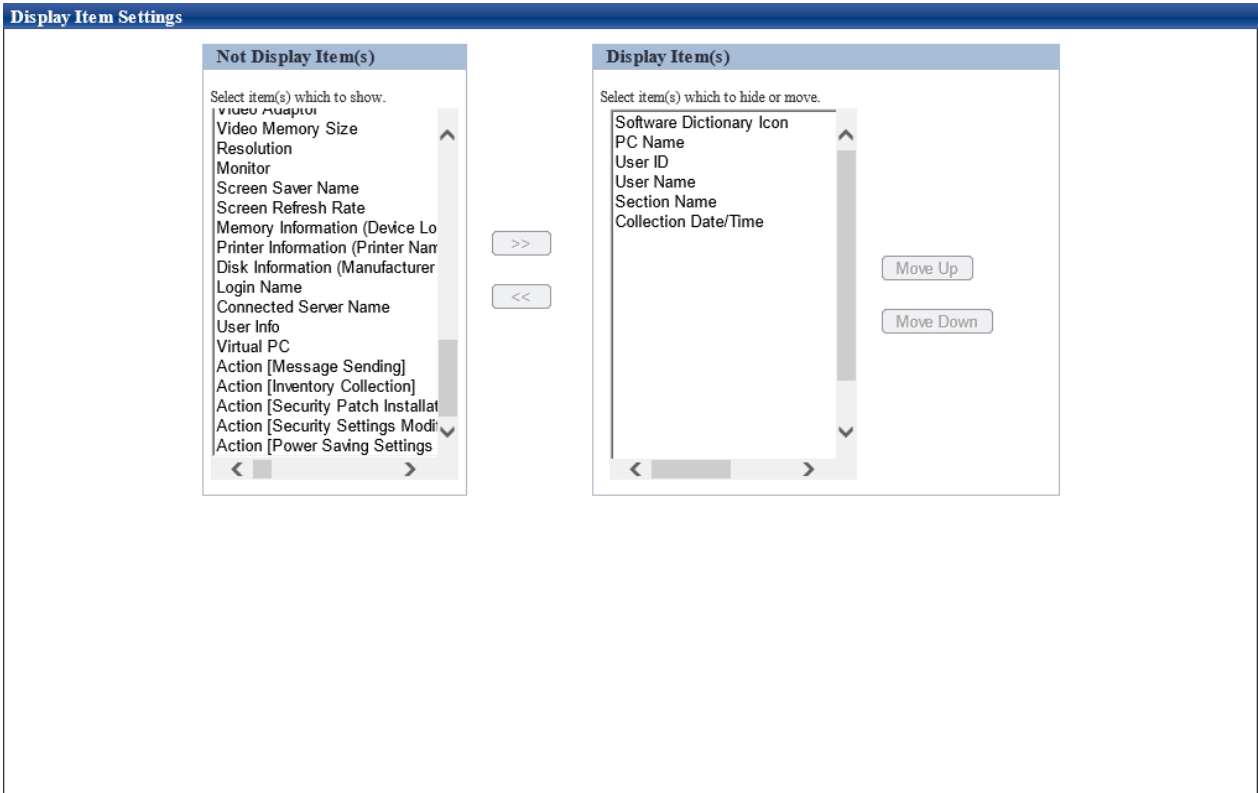 Display Item Settings
Not Display Item(s)
Select item(s) which to show.
Video Adaptor
Video Memory Size
Resolution
Monitor
Screen Saver Name
Screen Refresh Rate
Memory Information (Device Lo
Printer Information (Printer Nam
Disk Information (Manufacturer
Login Name
Connected Server Name
User Info
Virtual PC
Action [Message Sending]
Action [Inventory Collection]
Action [Security Patch Installat
Action [Security Settings Modif
Action [Power Saving Settings
>>
<<
Display Item(s)
Select item(s) which to hide or move.
Software Dictionary Icon
PC Name
User ID
User Name
Section Name
Collection Date/Time
Move Up
Move Down